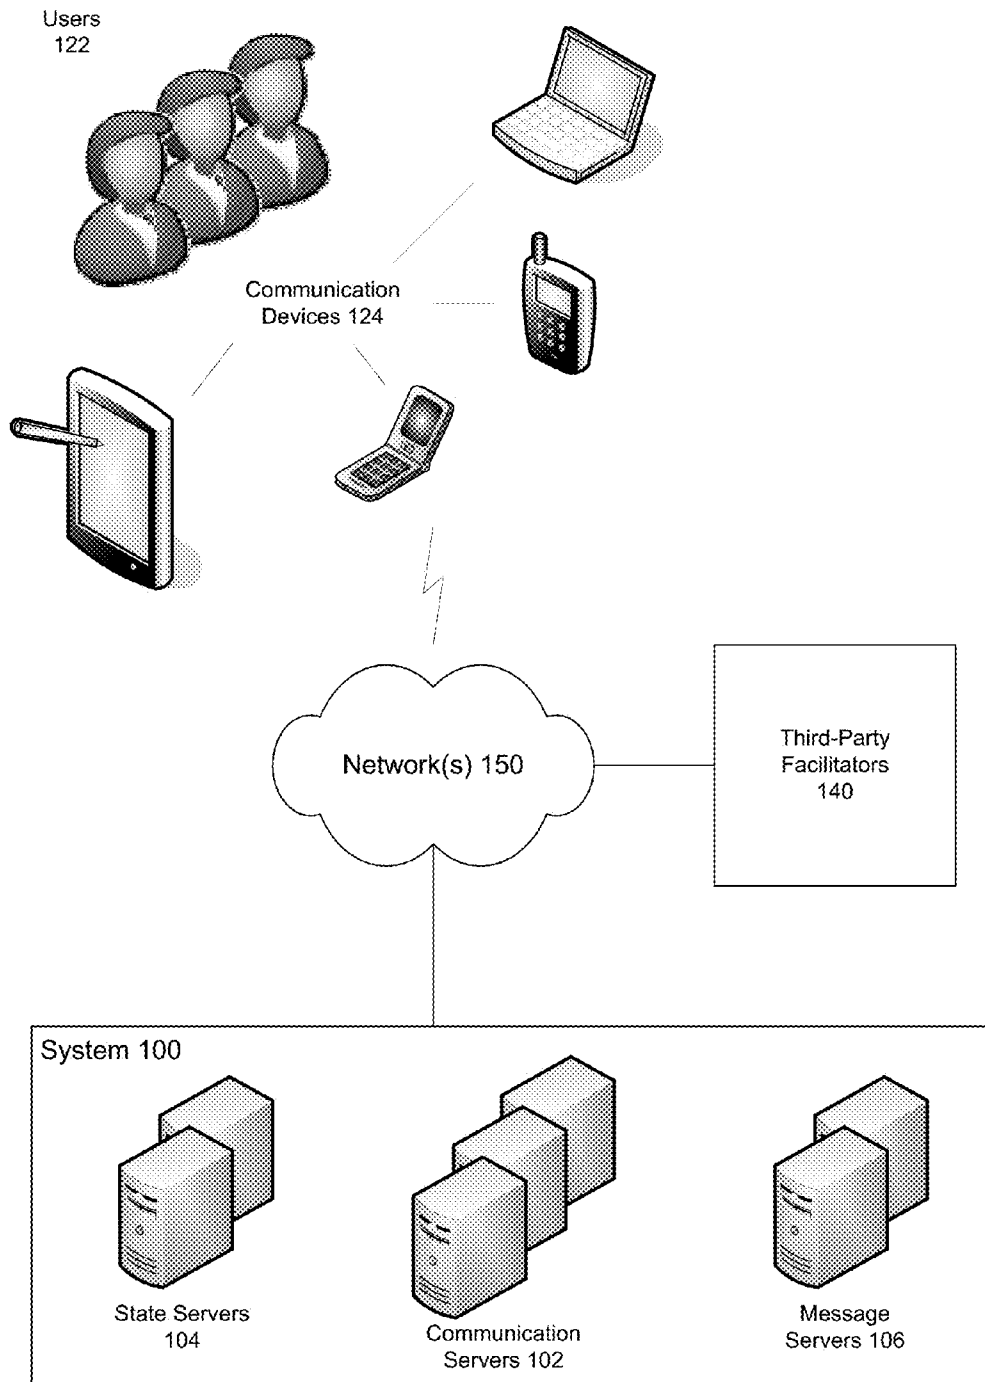 Users
122
Communication
Devices 124
Network(s) 150
Third-Party
Facilitators
140
System 100
State Servers
104
Communication
Servers 102
Message
Servers 106